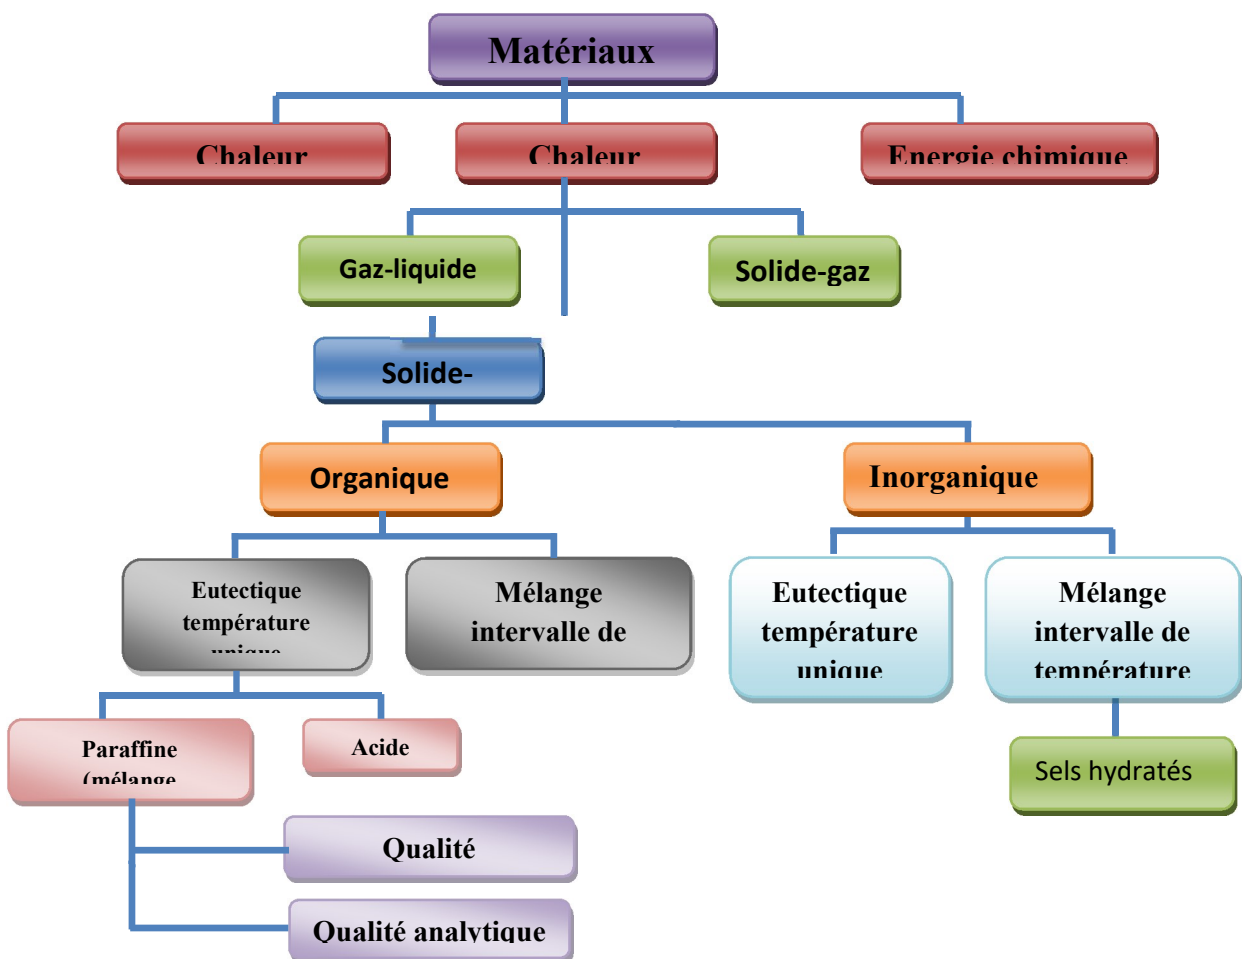 Matériaux
Chaleur
Chaleur
Energie chimique
Gaz-liquide
Solide-gaz
Solide-
Organique
Inorganique
Eutectique
température
unique
Mélange
intervalle de
Eutectique
température
unique
Mélange
intervalle de
température
Paraffine
(mélange
Acide
Sels hydratés
Qualité
Qualité analytique